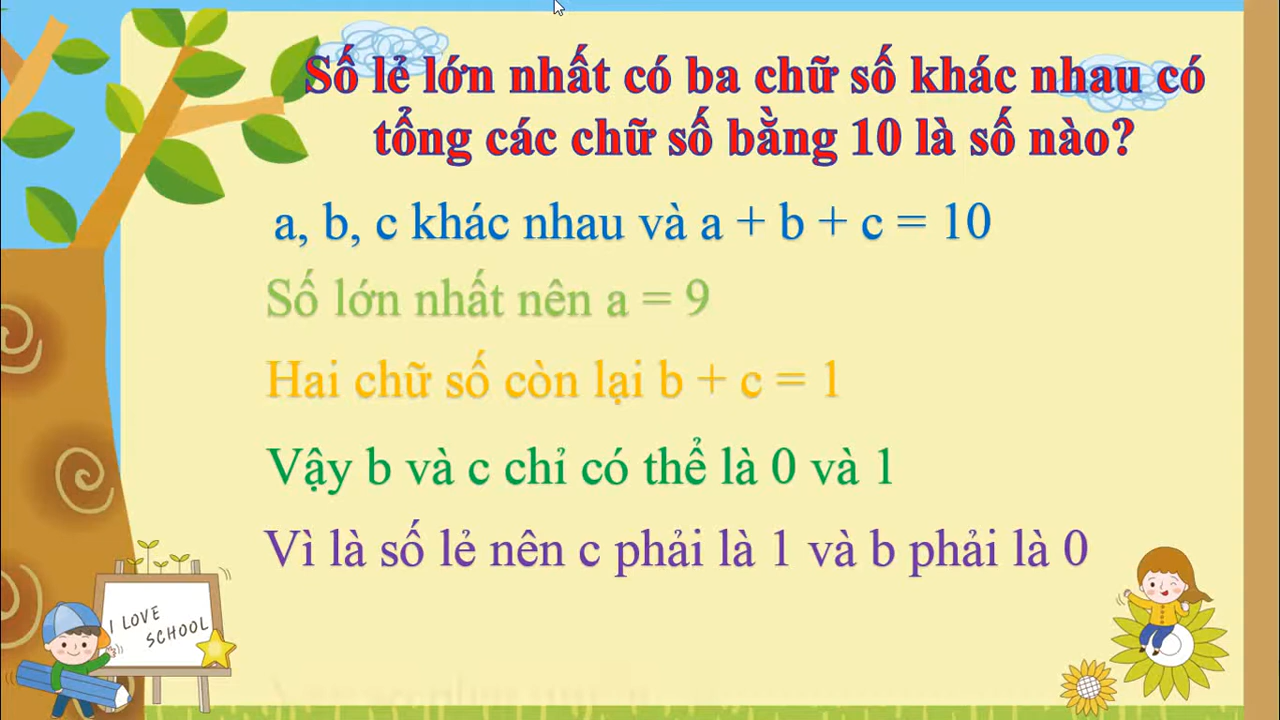 Số lẻ lớn nhất có ba chữ số khác nhau có
tổng các chữ số bằng 10 là số nào?
a, b, c khác nhau và a + b + c = 10
Số lớn nhất nên a = 9
Hai chữ số còn lại b + c = 1
Vậy b và c chỉ có thể là 0 và 1
Vì là số lẻ nên c phải là 1 và b phải là 0
I LOVE
SCHOOL